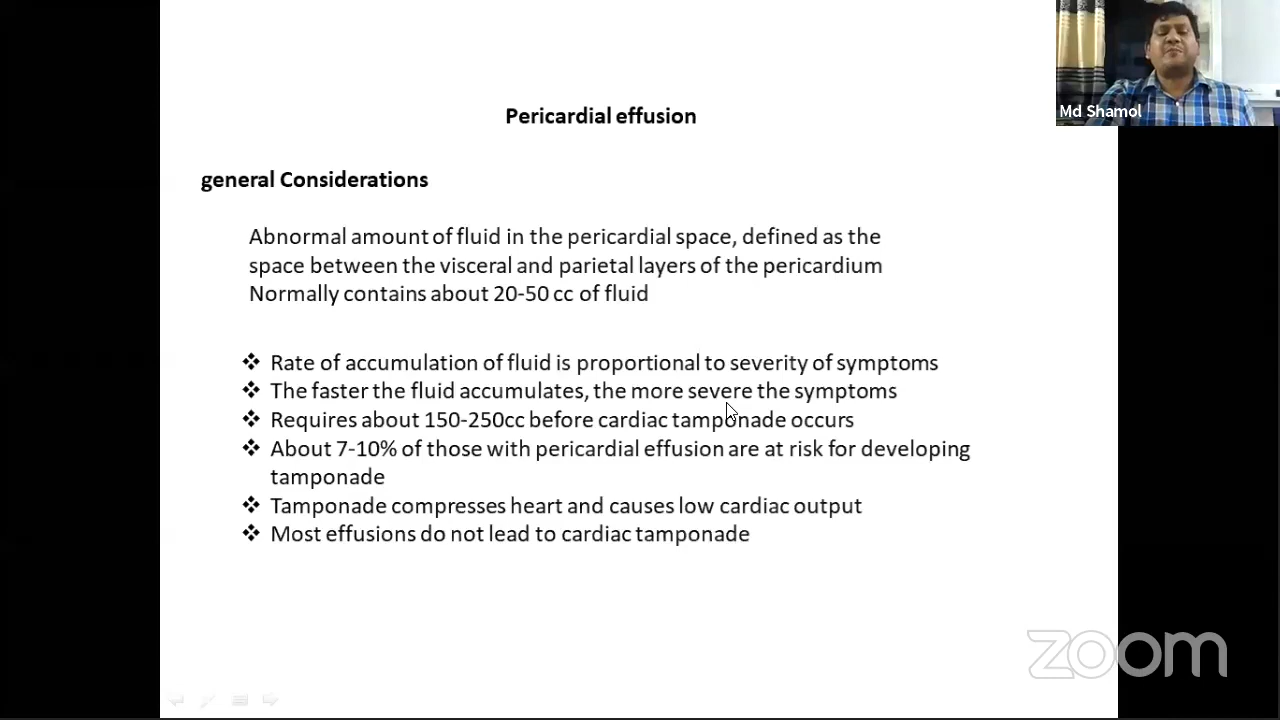 Md Shamol
Pericardial effusion
general Considerations
Abnormal amount of fluid in the pericardial space, defined as the
space between the visceral and parietal layers of the pericardium
Normally contains about 20-50 cc of fluid
❖ Rate of accumulation of fluid is proportional to severity of symptoms
❖ The faster the fluid accumulates, the more severe the symptoms
❖ Requires about 150-250cc before cardiac tamponade occurs
❖ About 7-10% of those with pericardial effusion are at risk for developing
tamponade
❖ Tamponade compresses heart and causes low cardiac output
❖ Most effusions do not lead to cardiac tamponade
zoom